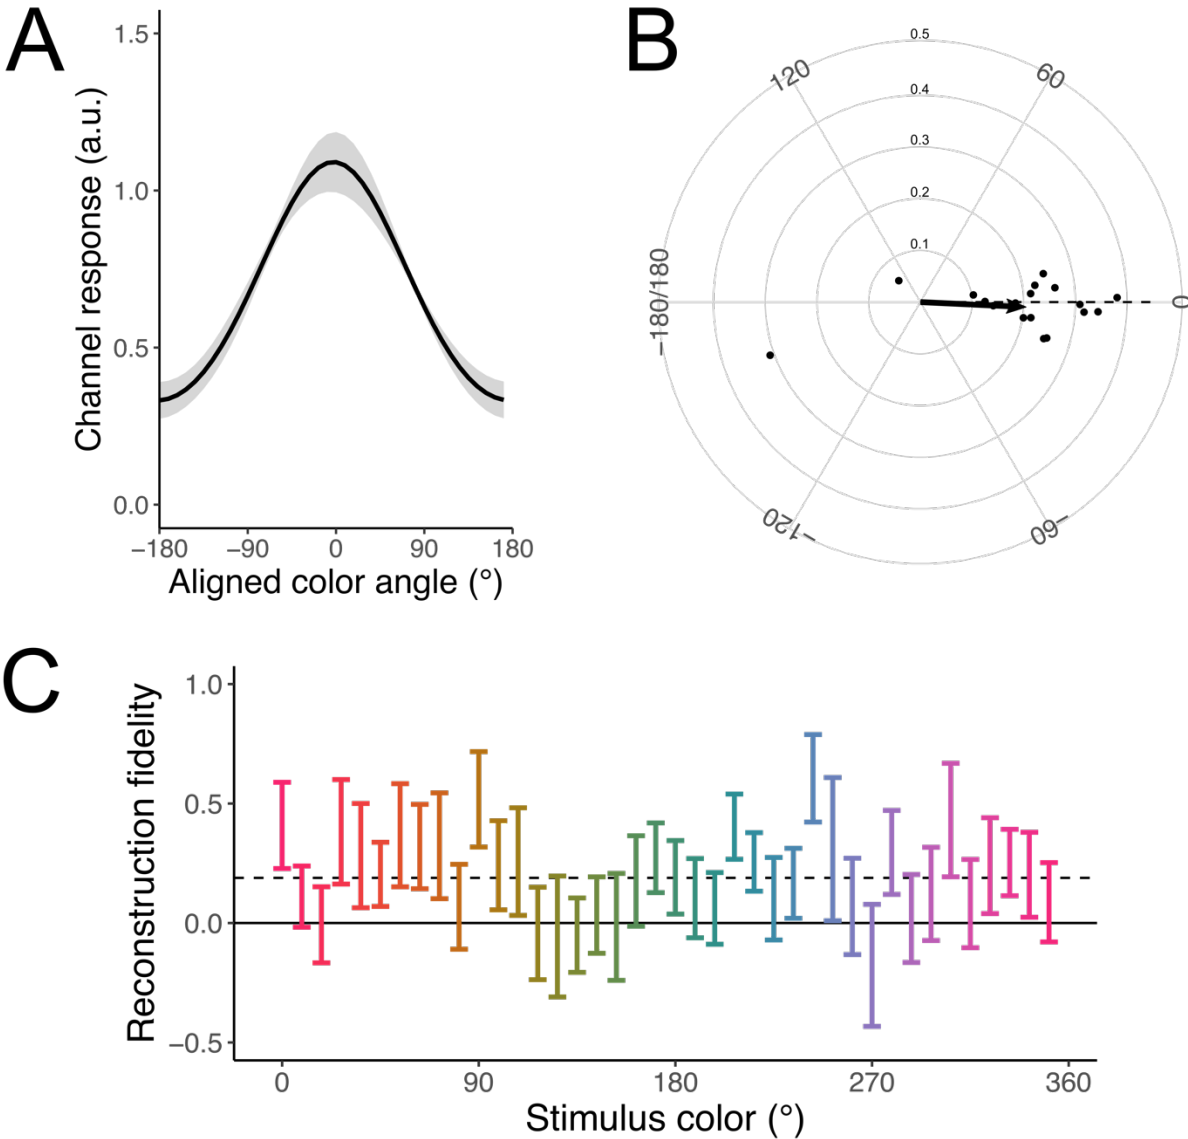 A
1.5
1.0
0.5
0.0
Channel response (a.u.)
−180 −90 0 90 180
Aligned color angle (°)
B
0.5
0.4
0.3
0.2
0.1
120
60
−180/180
0
−120
−60
C
1.0
0.5
0.0
−0.5
Reconstruction fidelity
0 90 180 270 360
Stimulus color (°)